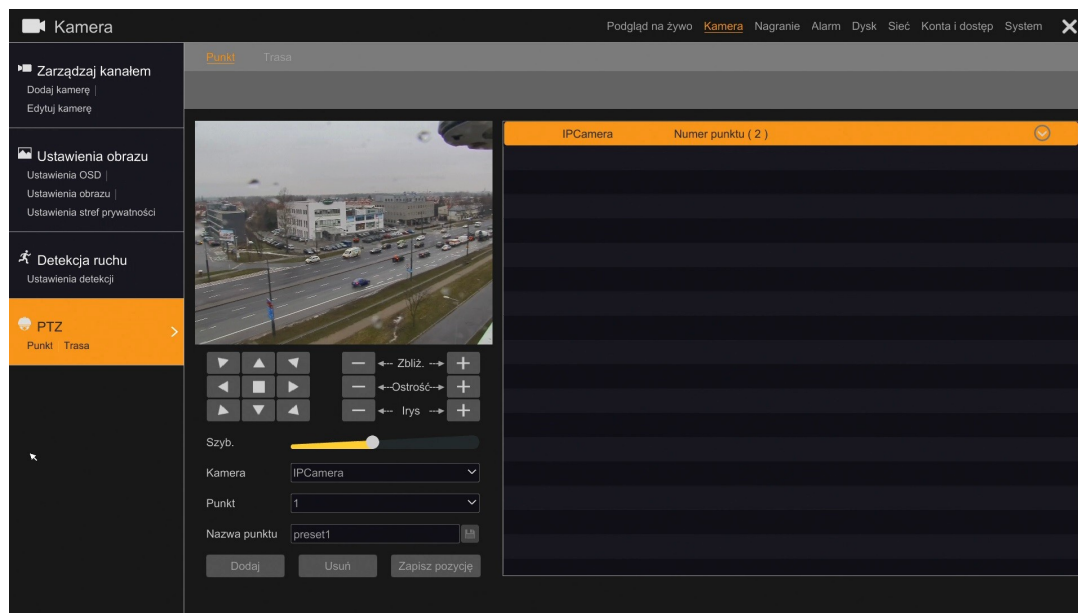 Kamera
Podgląd na żywo Kamera Nagranie Alarm Dysk Sieć Konta i dostęp System
Zarządzaj kanałem
Dodaj kamerę |
Edytuj kamerę
Ustawienia obrazu
Ustawienia OSD |
Ustawienia obrazu |
Ustawienia stref prywatności
Detekcja ruchu
Ustawienia detekcji
PTZ
Punkt Trasa
Punkt Trasa
IPCamera Numer punktu ( 2 )
Zbliż.
Ostrość
Irys
Szyb.
Kamera IPCamera
Punkt 1
Nazwa punktu preset1
Dodaj Usuń Zapisz pozycję